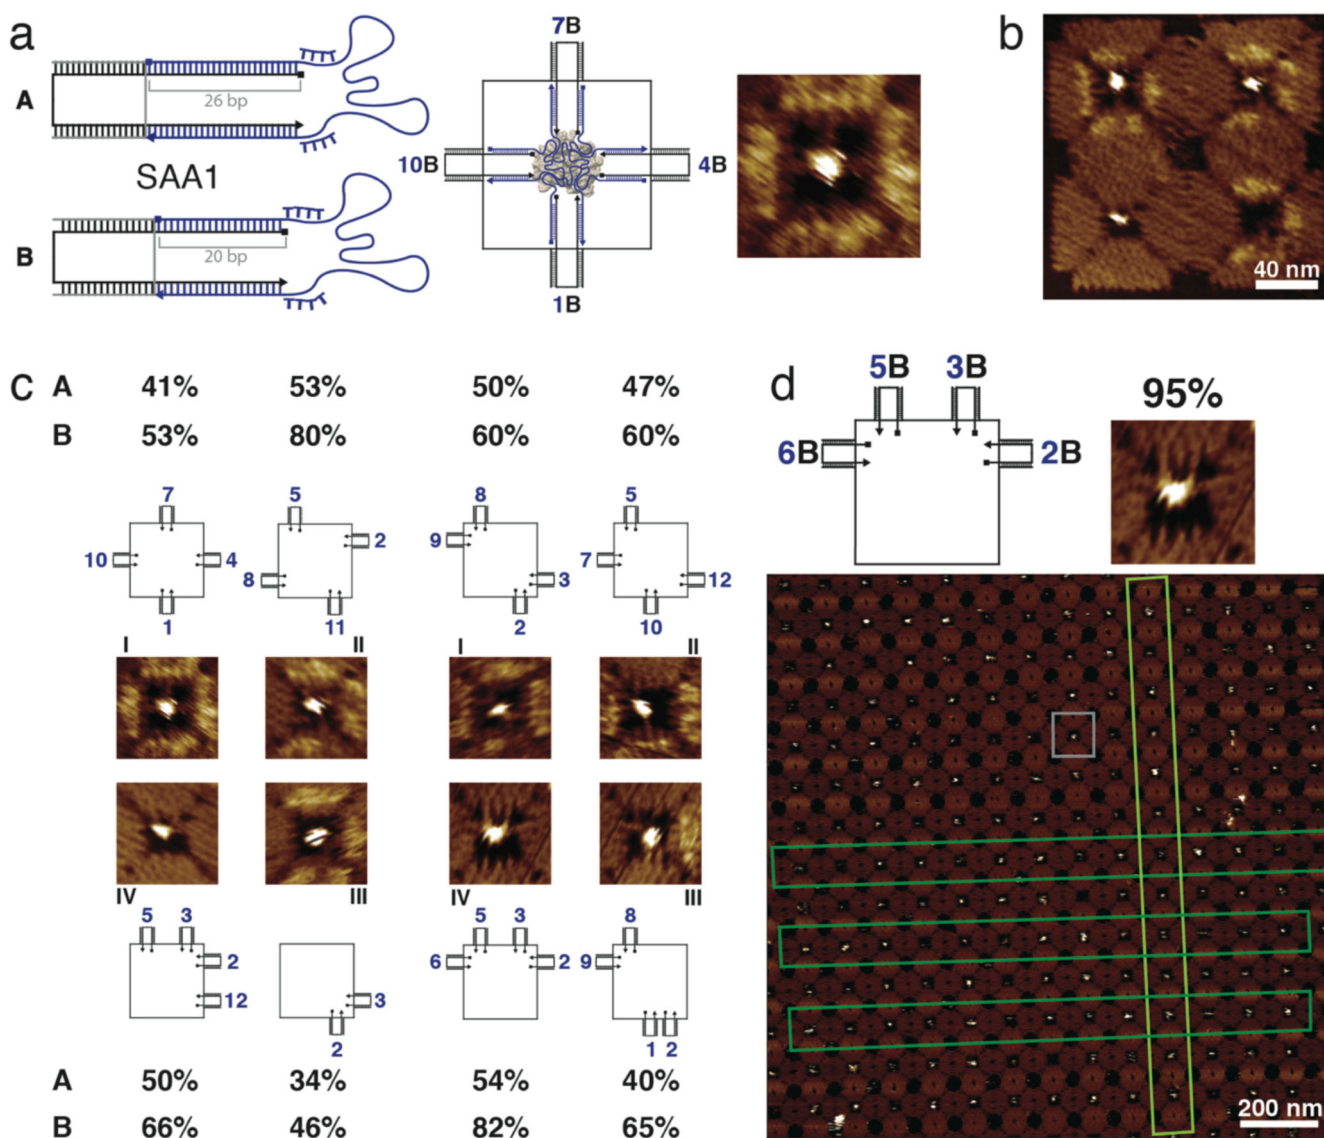 a
A
26 bp
SAA1
B
20 bp
7B
10B
4B
1B
b
40 nm
c
A 41% 53% 50% 47%
B 53% 80% 60% 60%
7 5 8 5
10 4 2 9 7
8 3 12
1 11 2 10
I II I II
IV III IV III
5 3 5 3 8
2 6 2 9
12 3
2 1 2
A 50% 34% 54% 40%
B 66% 46% 82% 65%
d
5B 3B
95%
6B 2B
200 nm